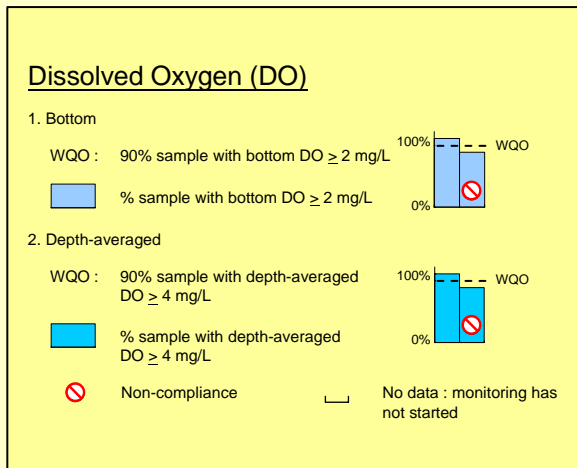 Dissolved Oxygen (DO)
1. Bottom
WQO : 90% sample with bottom DO ≥ 2 mg/L
% sample with bottom DO ≥ 2 mg/L
100%
WQO
0%
2. Depth-averaged
WQO : 90% sample with depth-averaged
DO ≥ 4 mg/L
% sample with depth-averaged
DO ≥ 4 mg/L
100%
WQO
0%
Non-compliance
No data : monitoring has
not started